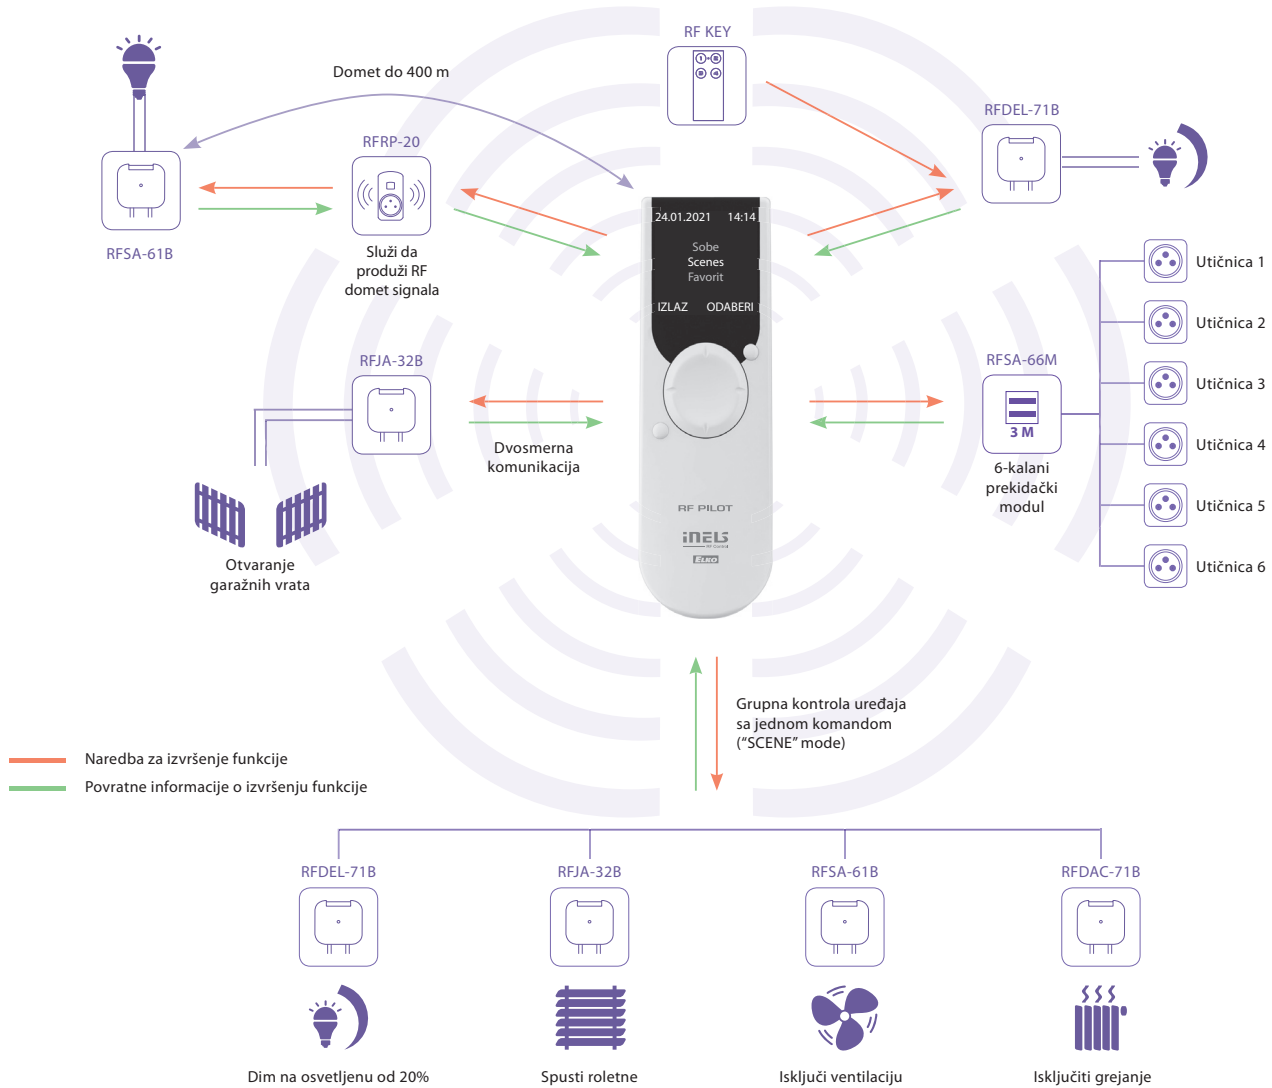 RF KEY
Domet do 400 m
RFDEL-71B
RFRP-20
RFSA-61B
Služi da
produži RF
domet signala
24.01.2021 14:14
Sobe
Scenes
Favorit
IZLAZ ODABERI
Utičnica 1
Utičnica 2
Utičnica 3
Utičnica 4
Utičnica 5
Utičnica 6
RFJA-32B
RFSA-66M
3 M
6-kalani
prekidački
modul
Dvosmerna
komunikacija
RF PILOT
iNELS
RF Control
ELKO
Otvaranje
garažnih vrata
Grupna kontrola uređaja
sa jednom komandom
(“SCENE” mode)
Naredba za izvršenje funkcije
Povratne informacije o izvršenju funkcije
RFDEL-71B
RFJA-32B
RFSA-61B
RFDAC-71B
Dim na osvetljenu od 20%
Spusti roletne
Isključi ventilaciju
Isključiti grejanje